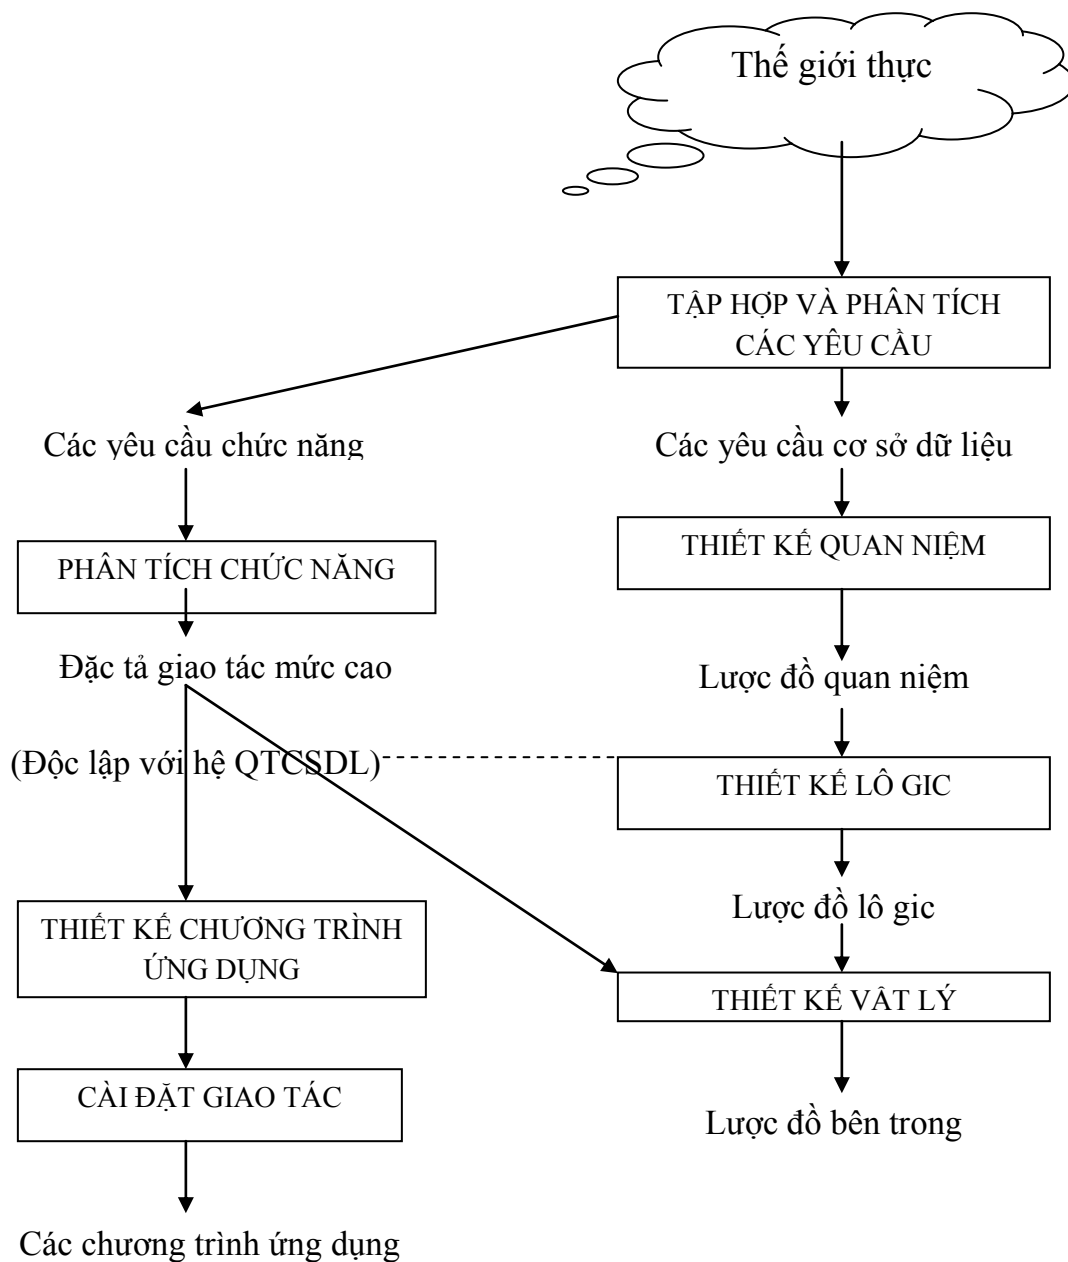 Thế giới thực
TẬP HỢP VÀ PHÂN TÍCH
CÁC YÊU CẦU
Các yêu cầu chức năng
Các yêu cầu cơ sở dữ liệu
PHÂN TÍCH CHỨC NĂNG
THIẾT KẾ QUAN NIỆM
Đặc tả giao tác mức cao
Lược đồ quan niệm
(Độc lập với hệ QTCSDL)
THIẾT KẾ LÔ GIC
Lược đồ lô gic
THIẾT KẾ CHƯƠNG TRÌNH
ỨNG DỤNG
THIẾT KẾ VÂT LÝ
CÀI ĐẶT GIAO TÁC
Lược đồ bên trong
Các chương trình ứng dụng